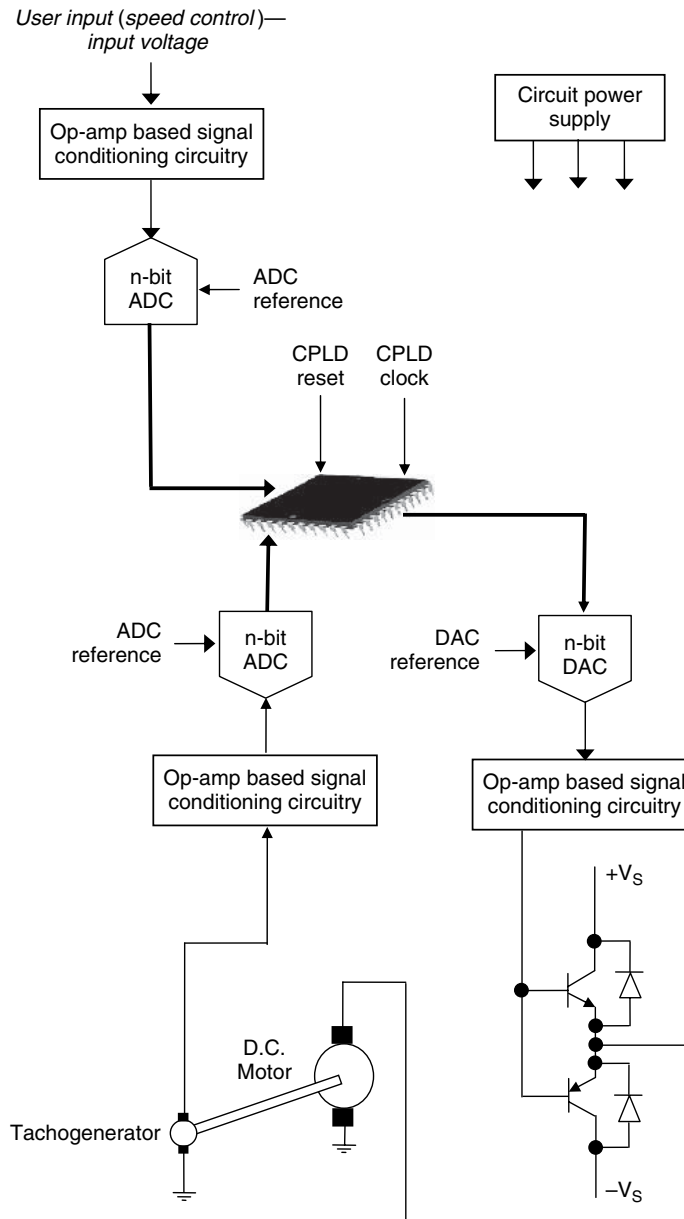 User input (speed control)—
input voltage
Circuit power
supply
Op-amp based signal
conditioning circuitry
n-bit
ADC
ADC
reference
CPLD
reset
CPLD
clock
ADC
reference
n-bit
ADC
DAC
reference
n-bit
DAC
Op-amp based signal
conditioning circuitry
Op-amp based signal
conditioning circuitry
+VS
D.C.
Motor
Tachogenerator
–VS